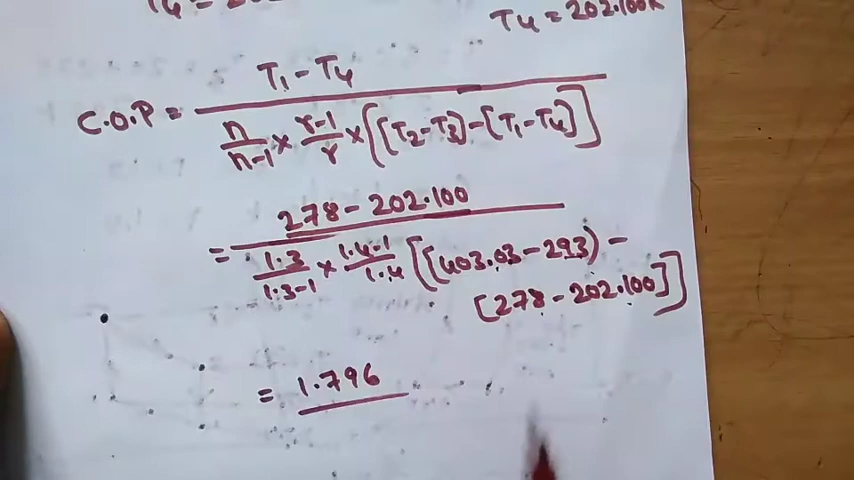 T4 = 202.100K
T1 - T4
C.O.P = n/n-1 × r-1/r × [[T2-T3] - [T1-T4]]
278 - 202.100
= 1.3/1.3-1 × 1.4-1/1.4 [[403.03 - 293) -
[278 - 202.100]]
= 1.796